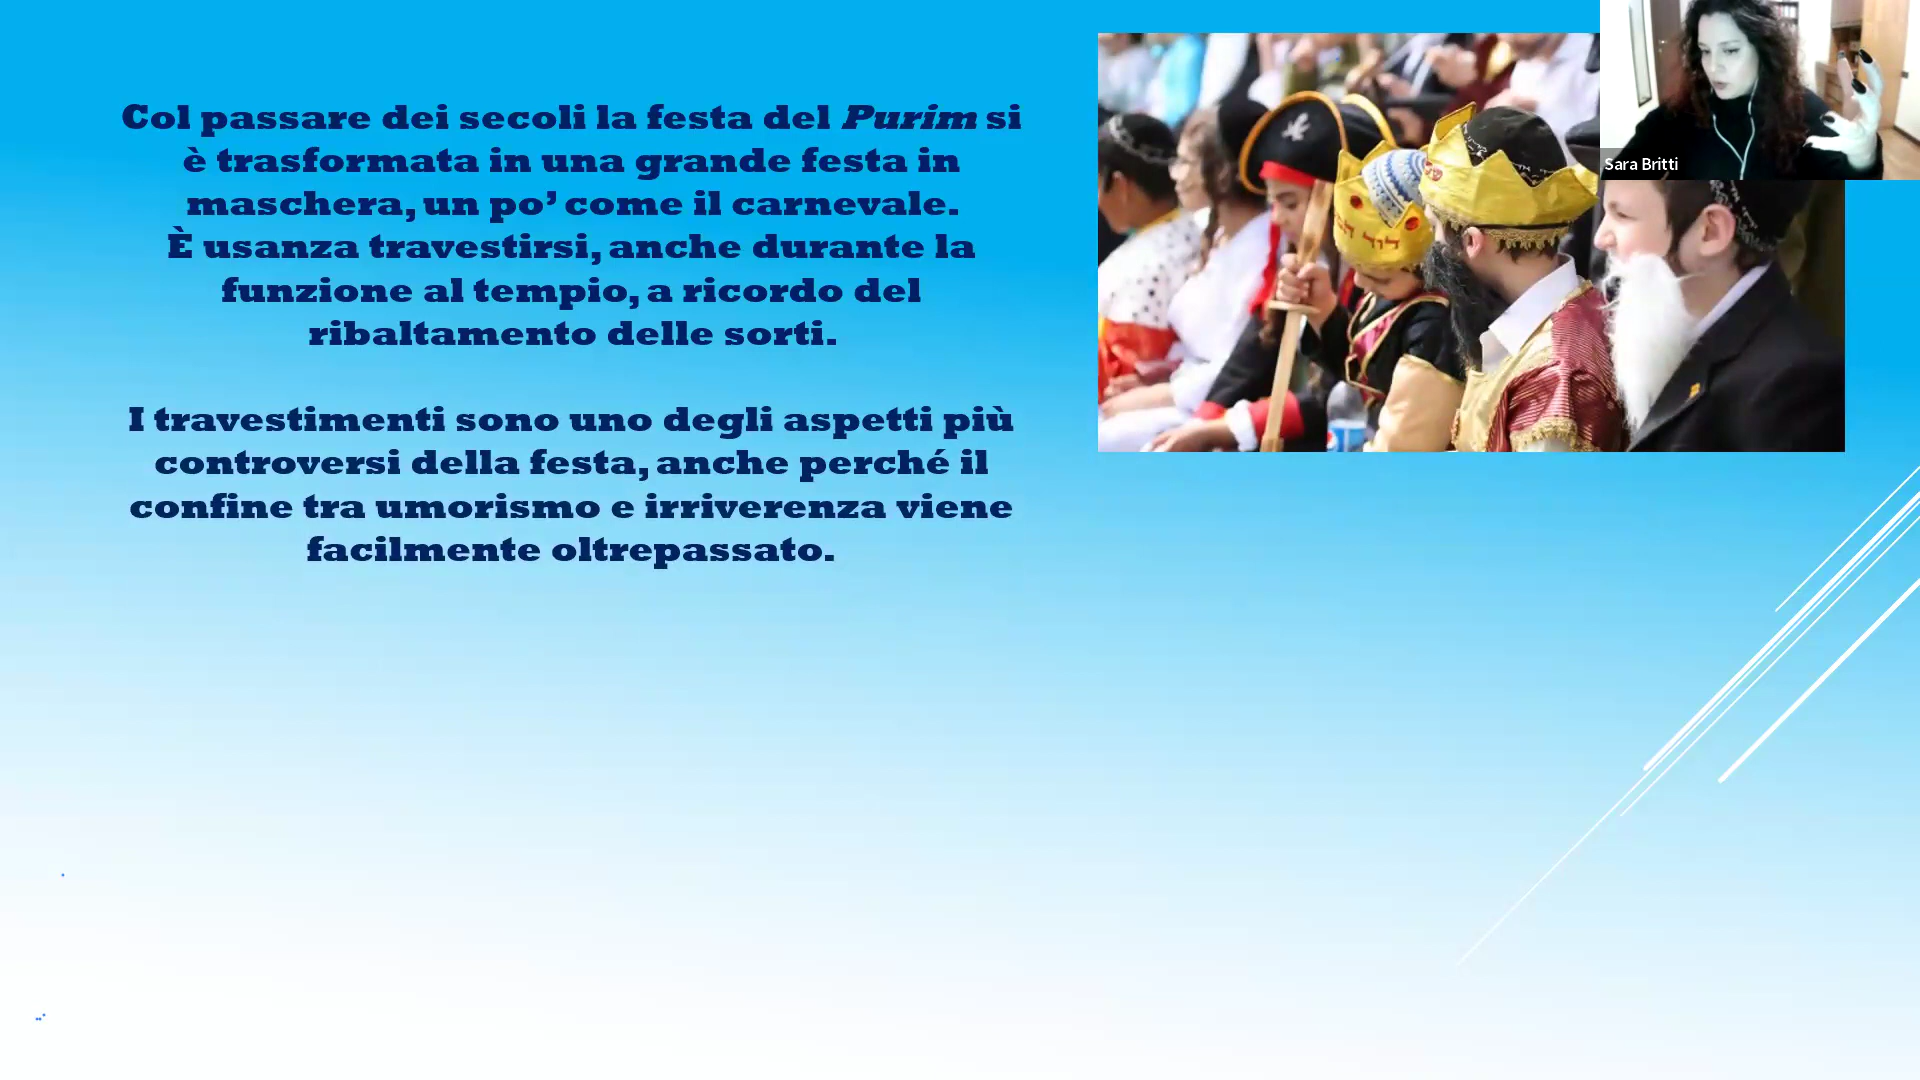 Col passare dei secoli la festa del Purim si
è trasformata in una grande festa in
maschera, un po’ come il carnevale.
È usanza travestirsi, anche durante la
funzione al tempio, a ricordo del
ribaltamento delle sorti.
I travestimenti sono uno degli aspetti più
controversi della festa, anche perché il
confine tra umorismo e irriverenza viene
facilmente oltrepassato.
Sara Britti